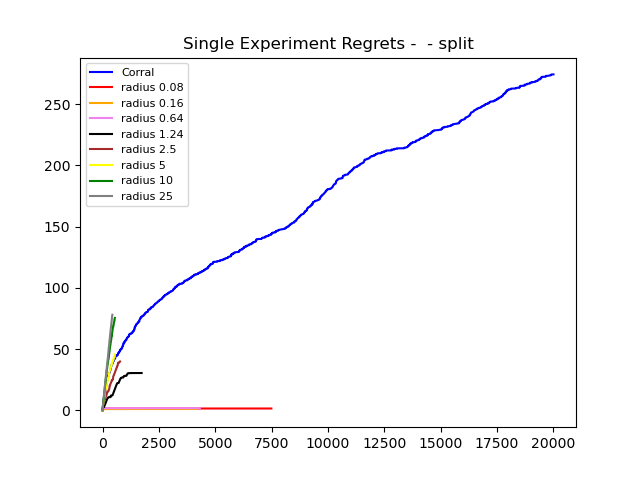 Single Experiment Regrets -  - split
Corral
radius 0.08
radius 0.16
radius 0.64
radius 1.24
radius 2.5
radius 5
radius 10
radius 25
250
200
150
100
50
0
0 2500 5000 7500 10000 12500 15000 17500 20000